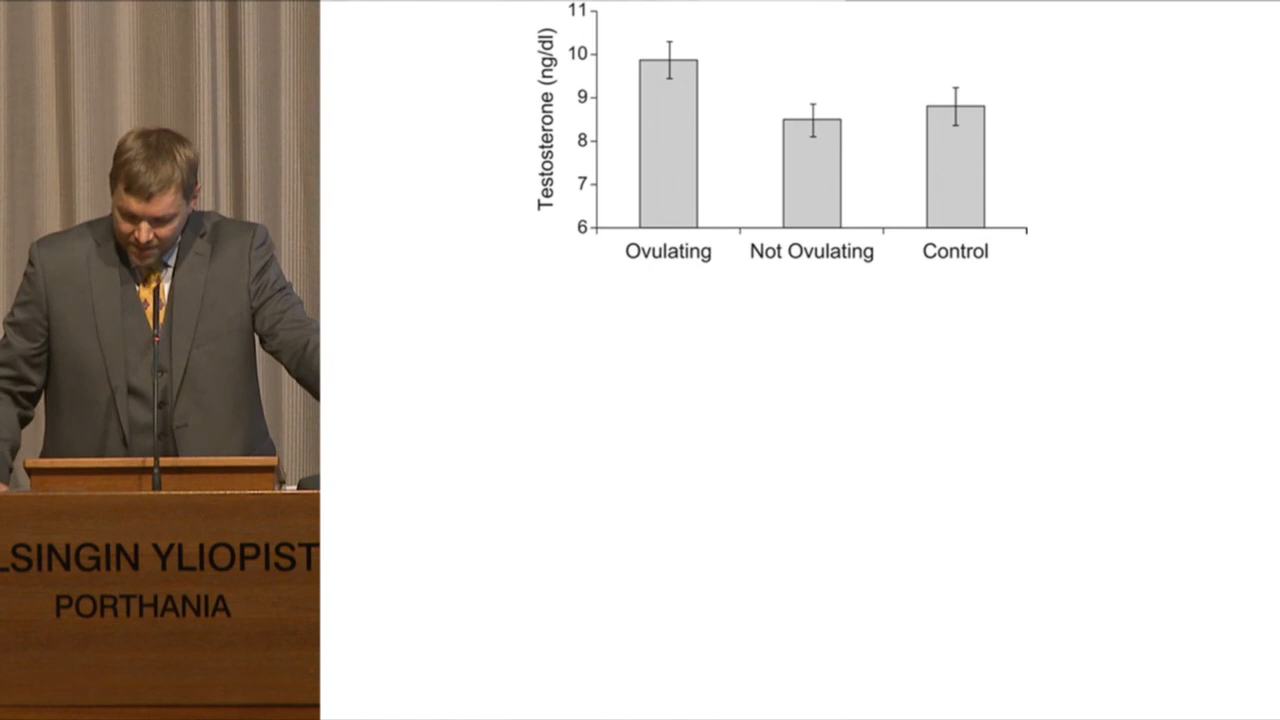 LSINGIN YLIOPIST
PORTHANIA
Testosterone (ng/dl)
11
10
9
8
7
6
Ovulating
Not Ovulating
Control